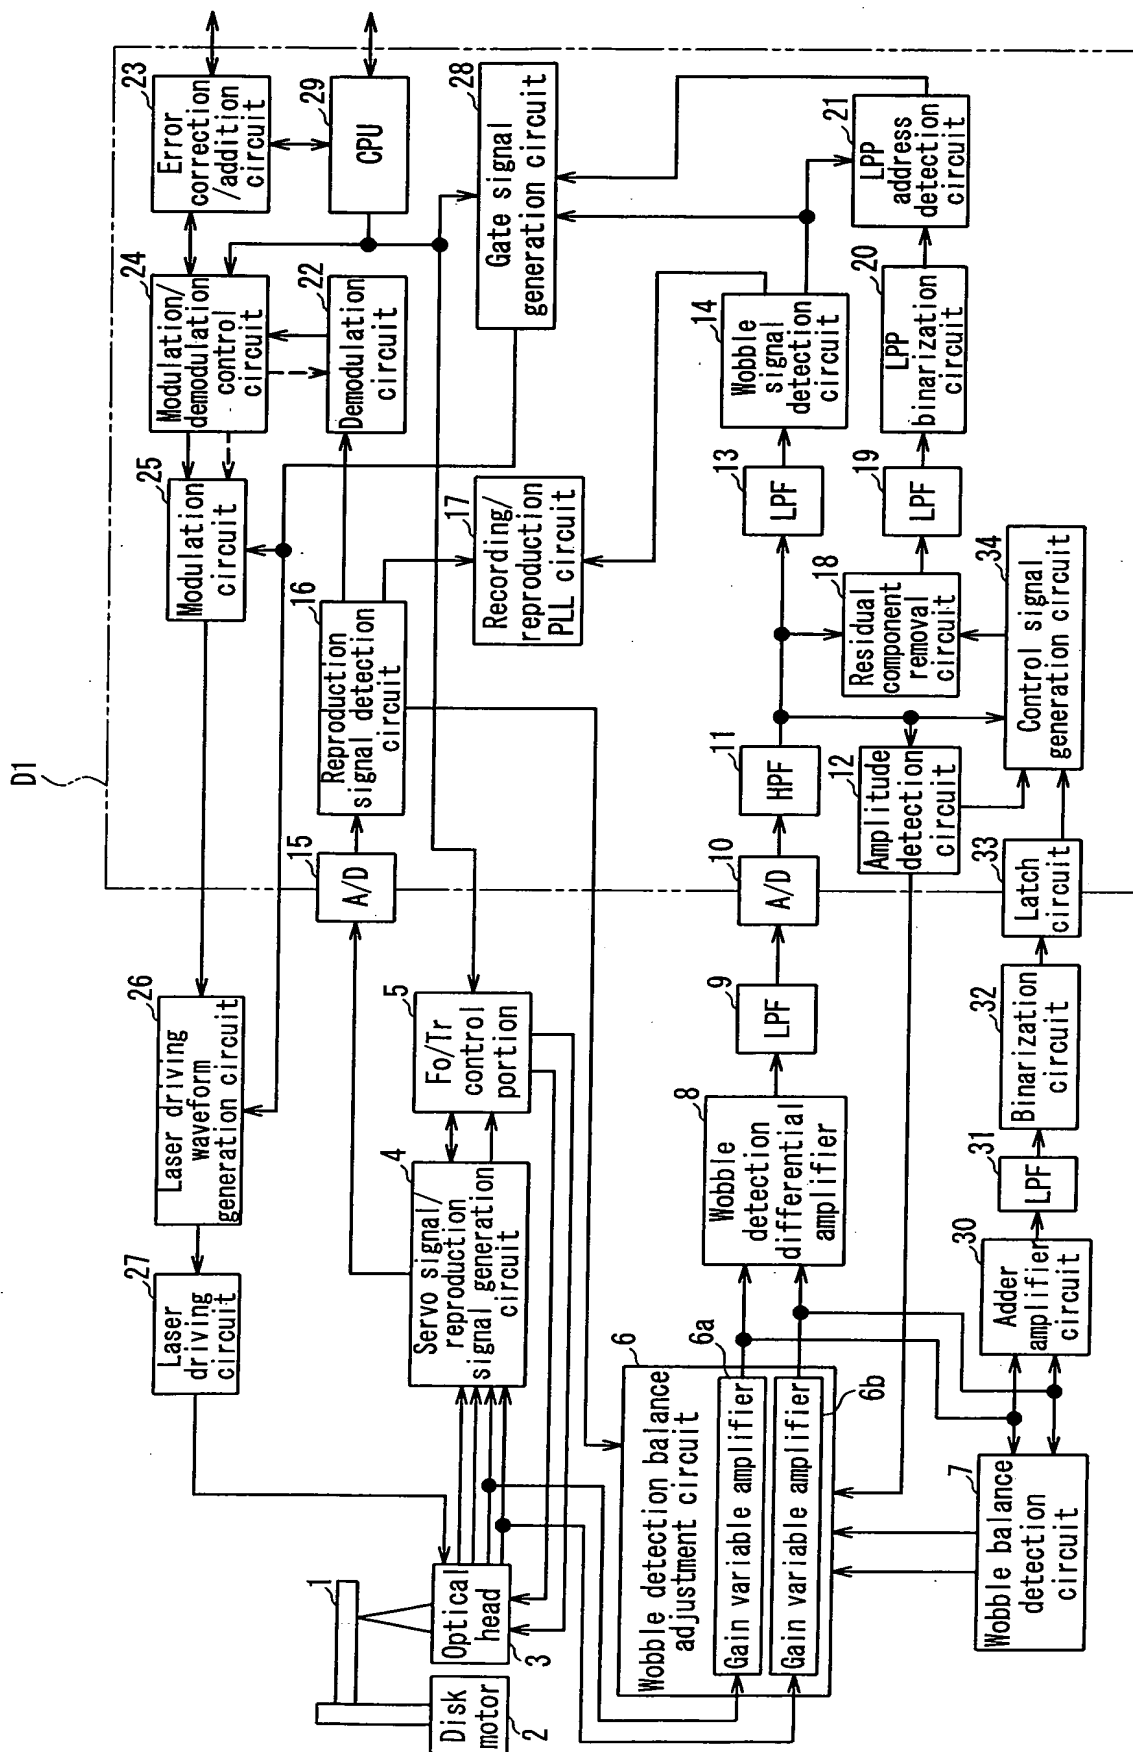 D1
23
Error
correction
/addition
circuit
29
CPU
28
Gate signal
generation circuit
21
LPP
address
detection
circuit
24
Modulation/
demodulation
control
circuit
22
Demodulation
circuit
14
Wobble
signal
detection
circuit
20
LPP
binarization
circuit
25
Modulation
circuit
17
Recording/
reproduction
PLL circuit
13
LPF
19
LPF
16
Reproduction
signal detection
circuit
18
Residual
component
removal
circuit
34
Control signal
generation circuit
11
HPF
12
Amplitude
detection
circuit
15
A/D
10
A/D
33
Latch
circuit
26
Laser driving
waveform
generation circuit
5
Fo/Tr
control
portion
9
LPF
32
Binarization
circuit
4
Servo signal/
reproduction
signal generation
circuit
8
Wobble
detection
differential
amplifier
31
LPF
27
Laser
driving
circuit
30
Adder
amplifier
circuit
6
Wobble detection balance
adjustment circuit
6a
Gain variable amplifier
6b
Gain variable amplifier
7
Wobble balance
detection
circuit
1
Optical
head
3
Disk
motor
2